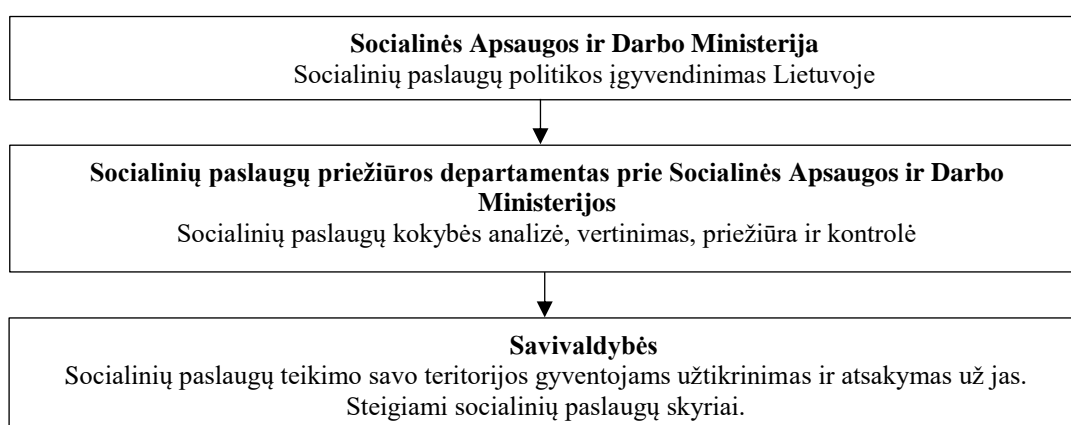 Socialinės Apsaugos ir Darbo Ministerija
Socialinių paslaugų politikos įgyvendinimas Lietuvoje
Socialinių paslaugų priežiūros departamentas prie Socialinės Apsaugos ir Darbo
Ministerijos
Socialinių paslaugų kokybės analizė, vertinimas, priežiūra ir kontrolė
Savivaldybės
Socialinių paslaugų teikimo savo teritorijos gyventojams užtikrinimas ir atsakymas už jas.
Steigiami socialinių paslaugų skyriai.